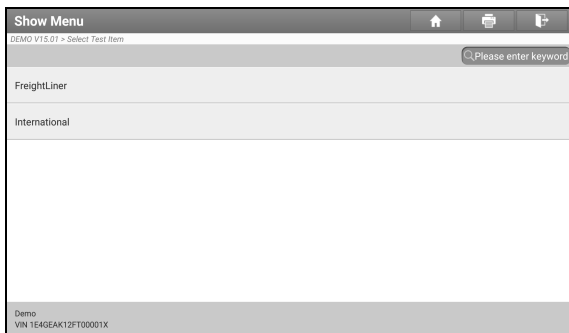 Show Menu
DEMO V15.01 > Select Test Item
Please enter keyword
FreightLiner
International
Demo
VIN 1E4GEAK12FT00001X